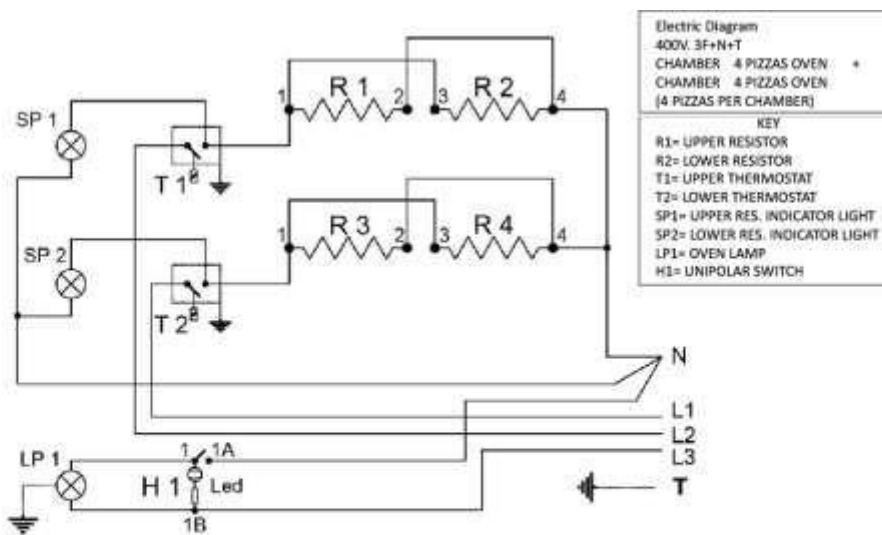 Electric Diagram
400V. 3F+N+T
CHAMBER 4 PIZZAS OVEN +
CHAMBER 4 PIZZAS OVEN
(4 PIZZAS PER CHAMBER)
KEY
R1= UPPER RESISTOR
R2= LOWER RESISTOR
T1= UPPER THERMOSTAT
T2= LOWER THERMOSTAT
SP1= UPPER RES. INDICATOR LIGHT
SP2= LOWER RES. INDICATOR LIGHT
LP1= OVEN LAMP
H1= UNIPOLAR SWITCH
R 1 R 2
1 2 3 4
SP 1
T 1
R 3 R 4
1 2 3 4
SP 2
T 2
N
L1
L2
L3
T
LP 1
1 1A
H 1 Led
1B